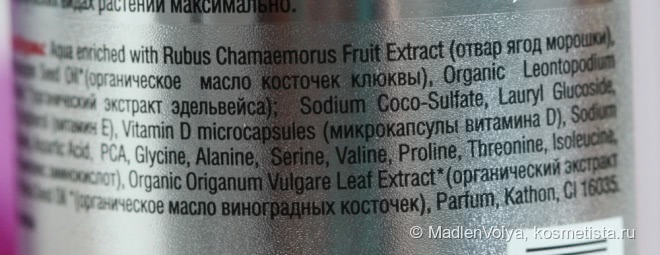 видах растений максимально.
Aqua enriched with Rubus Chamaemorus Fruit Extract (отвар ягод морошки),
Seed Oil*(органическое масло косточек клюквы), Organic Leontopodium
*(органический экстракт эдельвейса); Sodium Coco-Sulfate, Lauryl Glucoside,
(витамин E), Vitamin D microcapsules (микрокапсулы витамина D), Sodium
Acid, PCA, Glycine, Alanine, Serine, Valine, Proline, Threonine, Isoleucine,
аминокислот), Organic Origanum Vulgare Leaf Extract*(органический экстракт
Seed Oil *(органическое масло виноградных косточек), Parfum, Kathon, CI 16035.
© MadlenVolya, kosmetista.ru